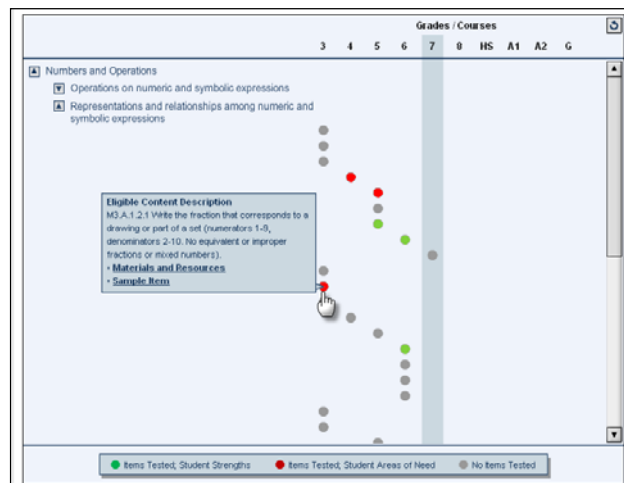 Grades / Courses
3 4 5 6 7 8 HS A1 A2 G
Numbers and Operations
Operations on numeric and symbolic expressions
Representations and relationships among numeric and
symbolic expressions
Eligible Content Description
M3.A.1.2.1 Write the fraction that corresponds to a
drawing or part of a set (numerators 1-9,
denominators 2-10. No equivalent or improper
fractions or mixed numbers).
• Materials and Resources
• Sample Item
Items Tested; Student Strengths Items Tested; Student Areas of Need No Items Tested